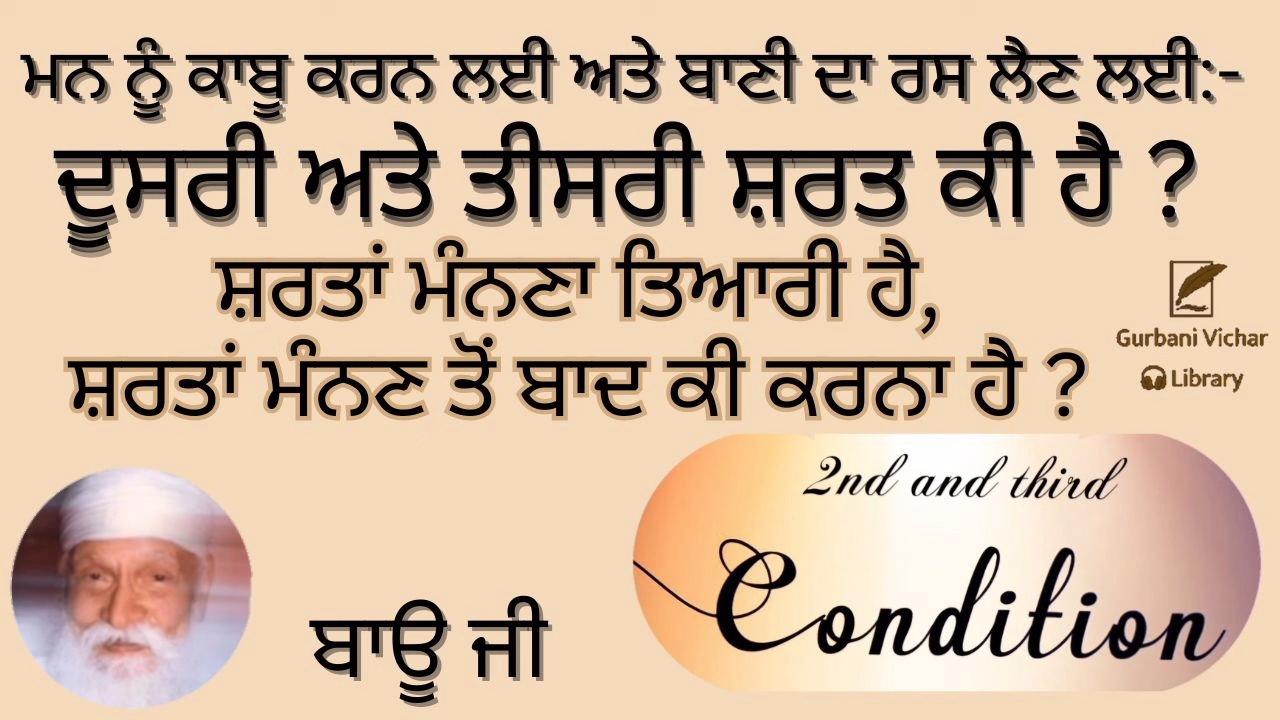 ਮਨ ਨੂੰ ਕਾਬੂ ਕਰਨ ਲਈ ਅਤੇ ਬਾਣੀ ਦਾ ਰਸ ਲੈਣ ਲਈ:-
ਦੂਸਰੀ ਅਤੇ ਤੀਸਰੀ ਸ਼ਰਤ ਕੀ ਹੈ ?
ਸ਼ਰਤਾਂ ਮੰਨਣਾ ਤਿਆਰੀ ਹੈ,
ਸ਼ਰਤਾਂ ਮੰਨਣ ਤੋਂ ਬਾਦ ਕੀ ਕਰਨਾ ਹੈ ?
Gurbani Vichar
Library
2nd and third
Condition
ਬਾਊ ਜੀ